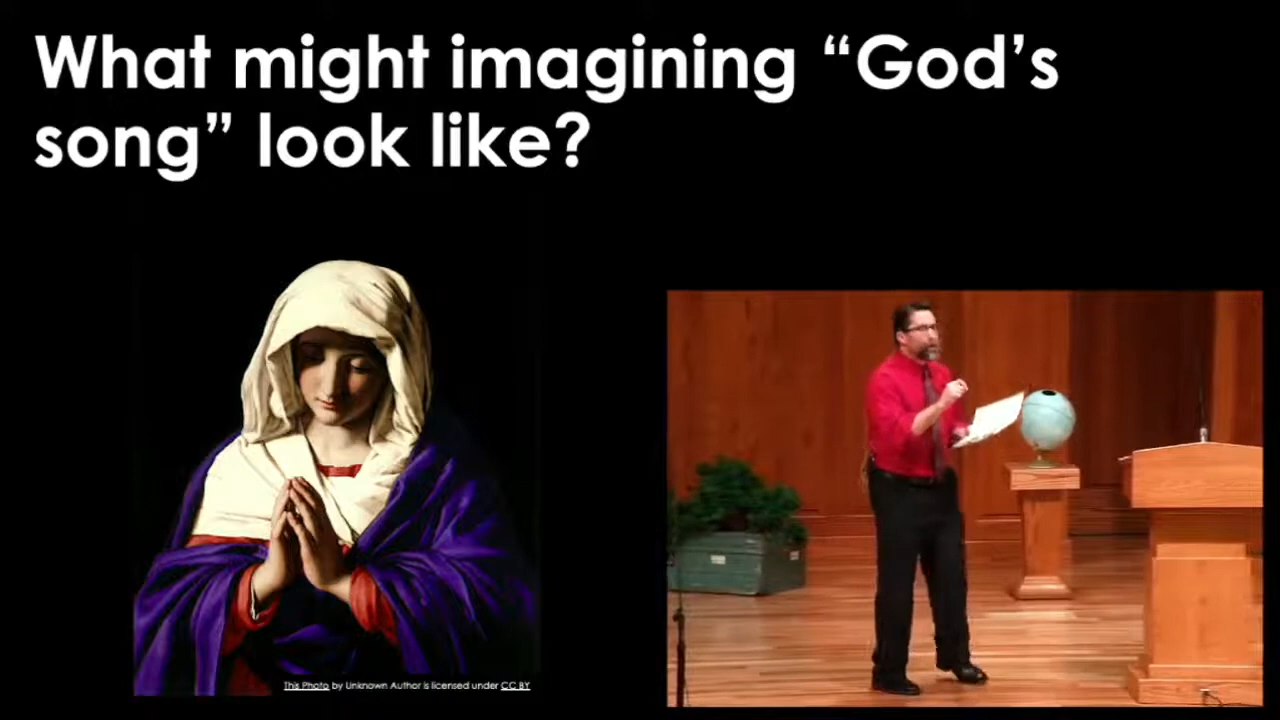 What might imagining “God’s
song” look like?
This Photo by Unknown Author is licensed under CC BY